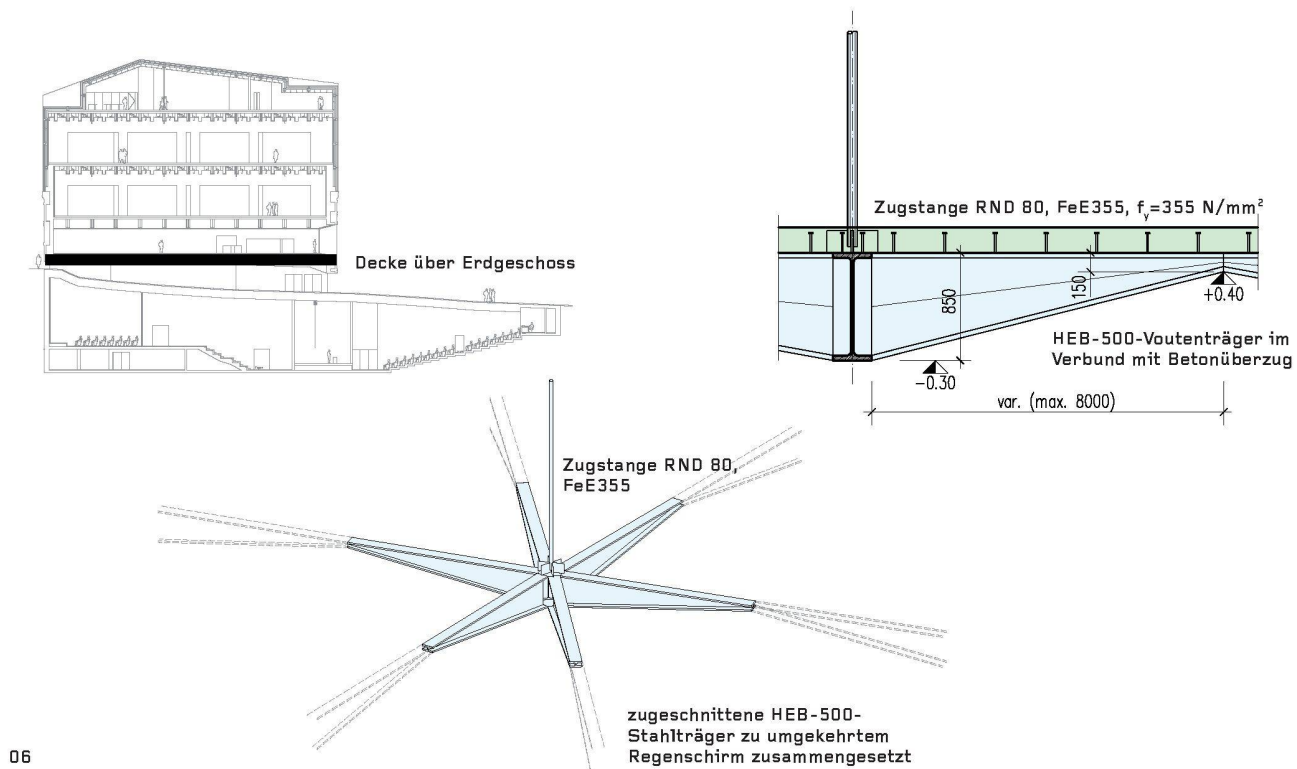 Decke über Erdgeschoss
Zugstange RND 80, FeE355, fy=355 N/mm²
850
150
+0.40
HEB-500-Voutenträger im
Verbund mit Betonüberzug
-0.30
var. (max. 8000)
Zugstange RND 80,
FeE355
zugeschnittene HEB-500-
Stahlträger zu umgekehrtem
Regenschirm zusammengesetzt
06